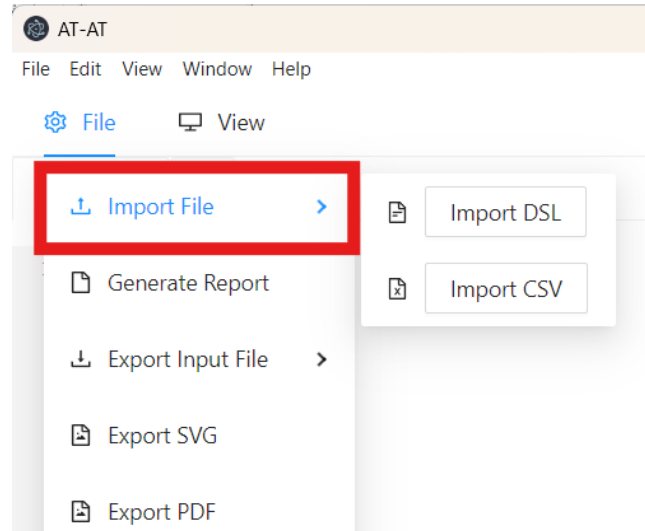 AT-AT
File Edit View Window Help
File View
Import File
Import DSL
Import CSV
Generate Report
Export Input File
Export SVG
Export PDF